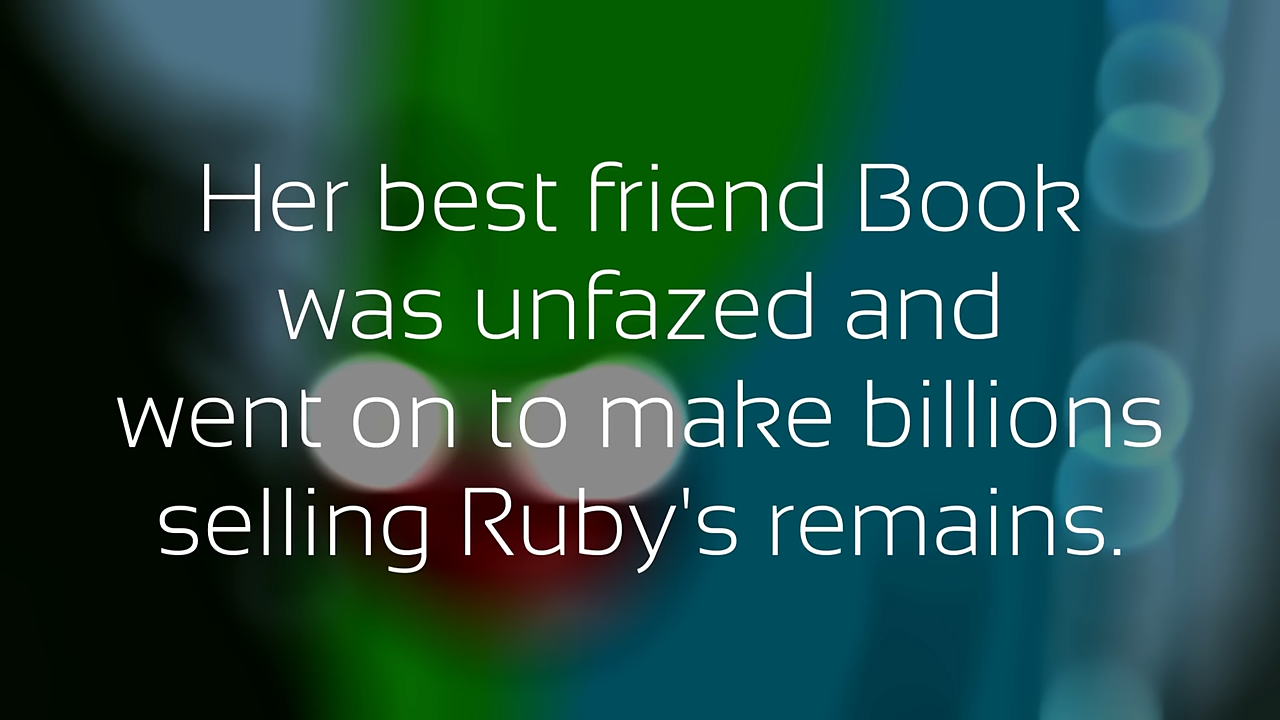 Her best friend Book
was unfazed and
went on to make billions
selling Ruby's remains.